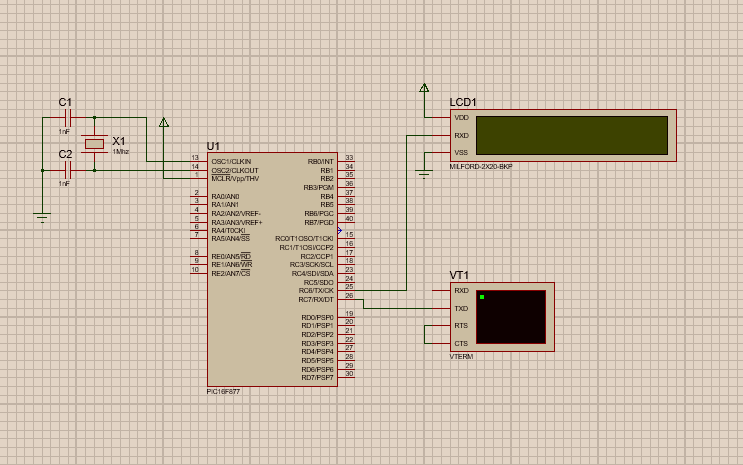 C1
1nF
X1
1Mhz
C2
1nF
U1
13 OSC1/CLKIN
14 OSC2/CLKOUT
1 MCLR/Vpp/THV
2 RA0/AN0
3 RA1/AN1
4 RA2/AN2/VREF-
5 RA3/AN3/VREF+
6 RA4/T0CKI
7 RA5/AN4/SS
8 RE0/AN5/RD
9 RE1/AN6/WR
10 RE2/AN7/CS
RB0/INT 33
RB1 34
RB2 35
RB3/PGM 36
RB4 37
RB5 38
RB6/PGC 39
RB7/PGD 40
RC0/T1OSO/T1CKI 15
RC1/T1OSI/CCP2 16
RC2/CCP1 17
RC3/SCK/SCL 18
RC4/SDI/SDA 23
RC5/SDO 24
RC6/TX/CK 25
RC7/RX/DT 26
RD0/PSP0 19
RD1/PSP1 20
RD2/PSP2 21
RD3/PSP3 22
RD4/PSP4 27
RD5/PSP5 28
RD6/PSP6 29
RD7/PSP7 30
PIC16F877
LCD1
VDD
RXD
VSS
MILFORD-2X20-BKP
VT1
RXD
TXD
RTS
CTS
VTERM